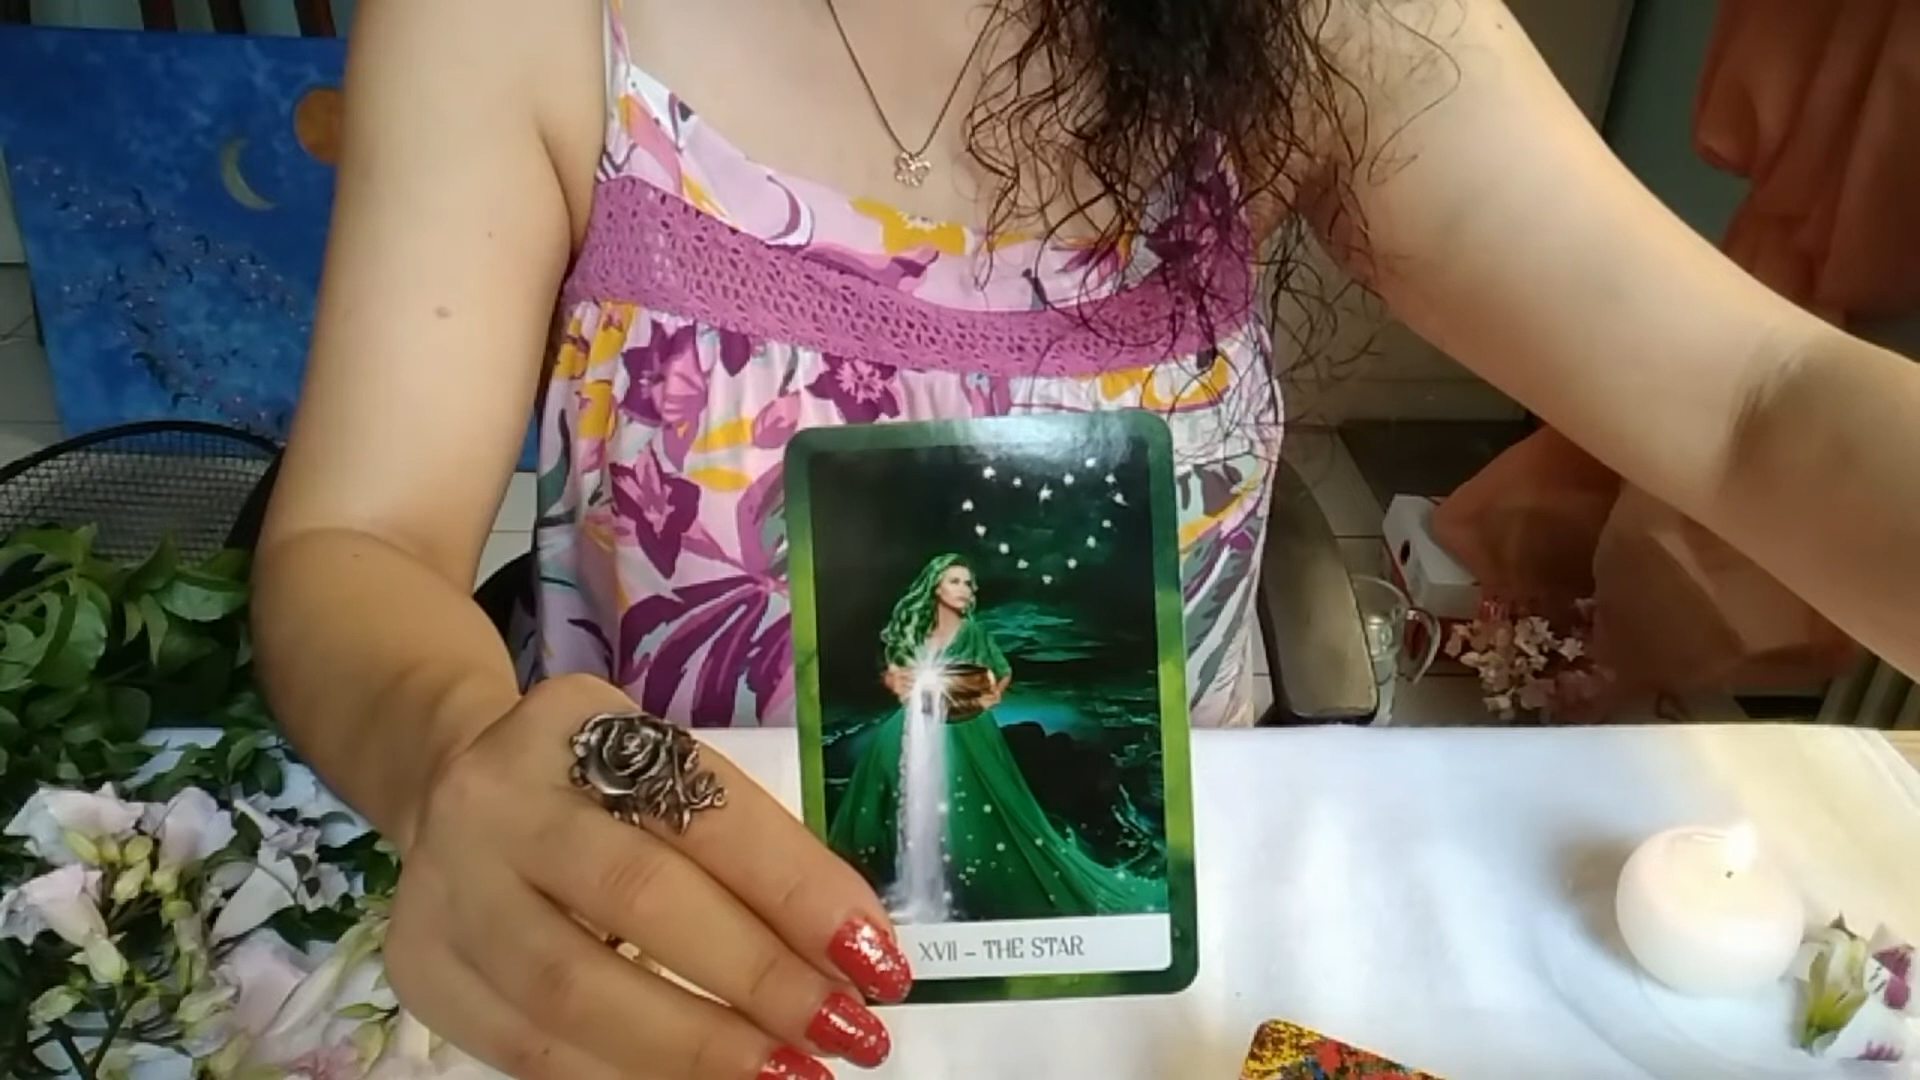 XVII – THE STAR